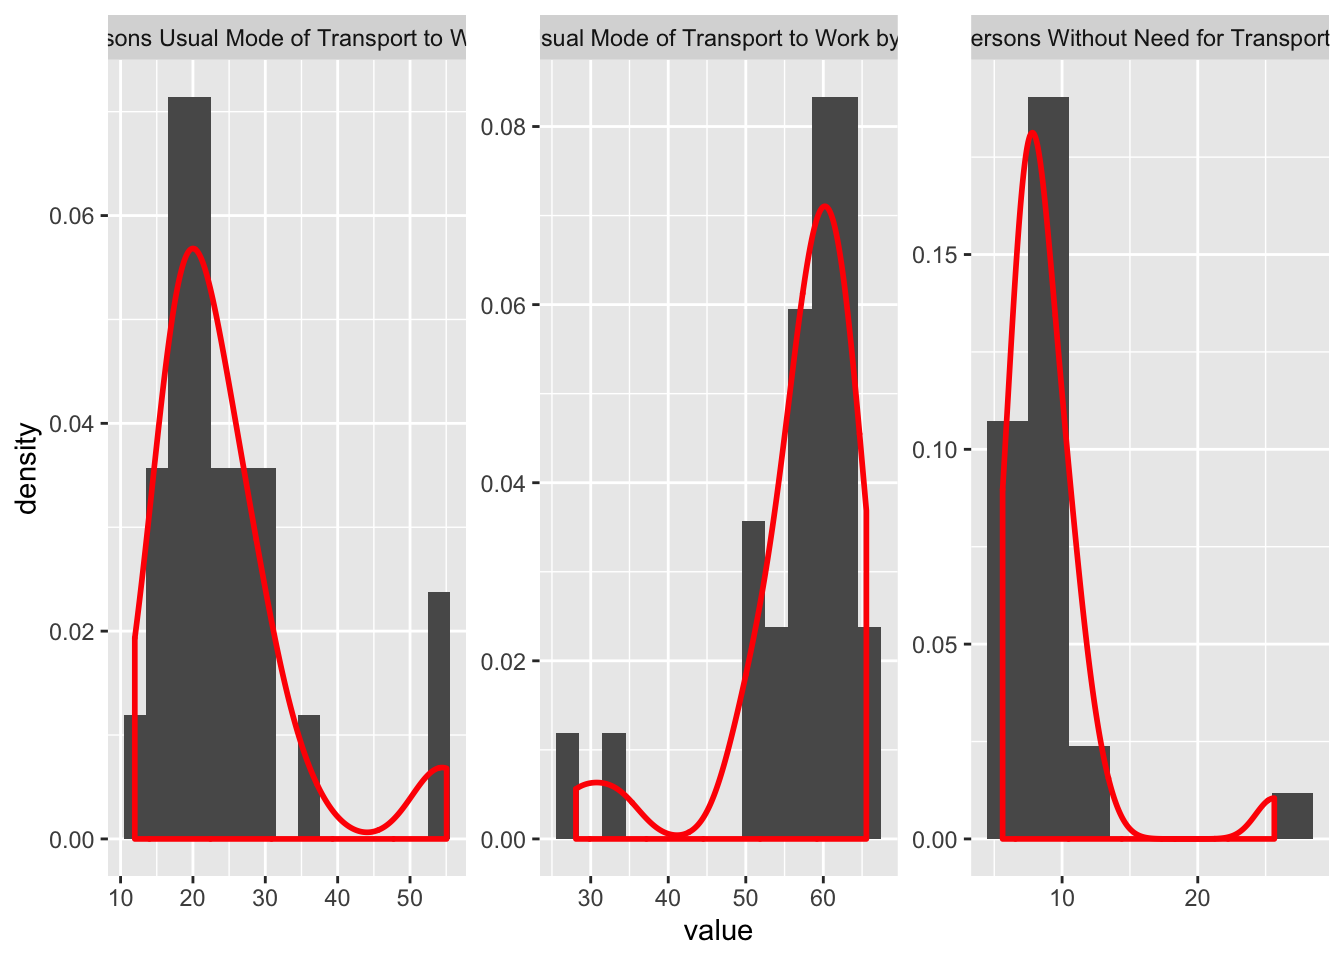 sons Usual Mode of Transport to W
sual Mode of Transport to Work by
ersons Without Need for Transport
density
0.06
0.04
0.02
0.00
10 20 30 40 50
0.08
0.06
0.04
0.02
0.00
30 40 50 60
0.15
0.10
0.05
0.00
10 20
value